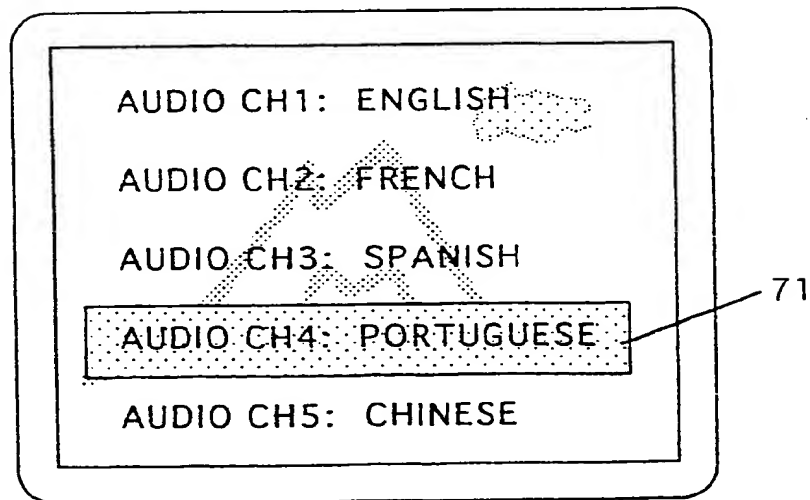 AUDIO CH1: ENGLISH
AUDIO CH2: FRENCH
AUDIO CH3: SPANISH
AUDIO CH4: PORTUGUESE
71
AUDIO CH5: CHINESE